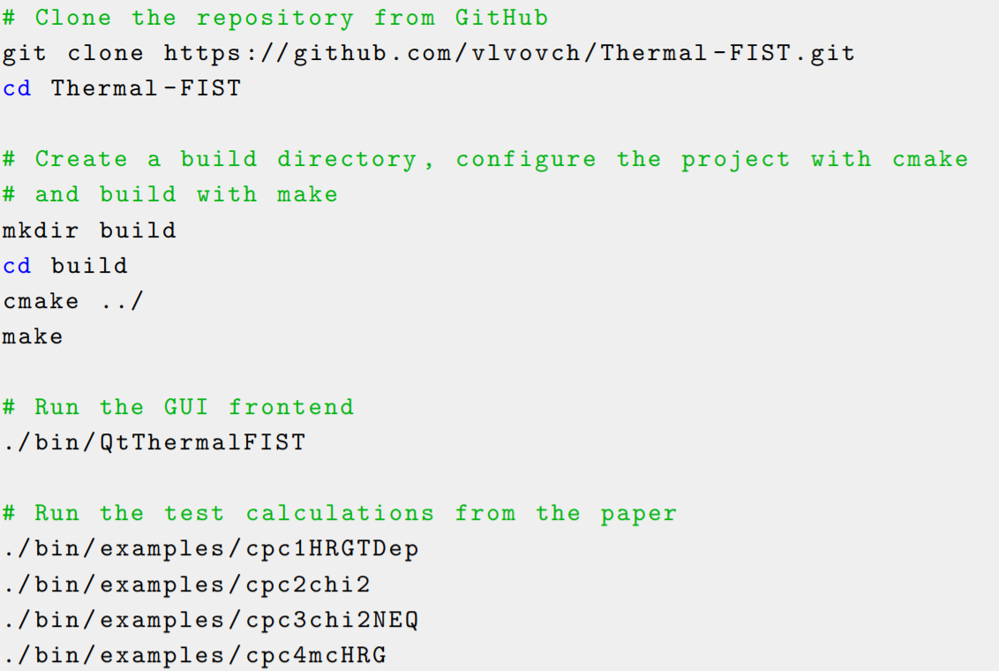 # Clone the repository from GitHub
git clone https://github.com/vlvovch/Thermal-FIST.git
cd Thermal-FIST
# Create a build directory, configure the project with cmake
# and build with make
mkdir build
cd build
cmake ../
make
# Run the GUI frontend
./bin/QtThermalFIST
# Run the test calculations from the paper
./bin/examples/cpc1HRGTDep
./bin/examples/cpc2chi2
./bin/examples/cpc3chi2NEQ
./bin/examples/cpc4mcHRG